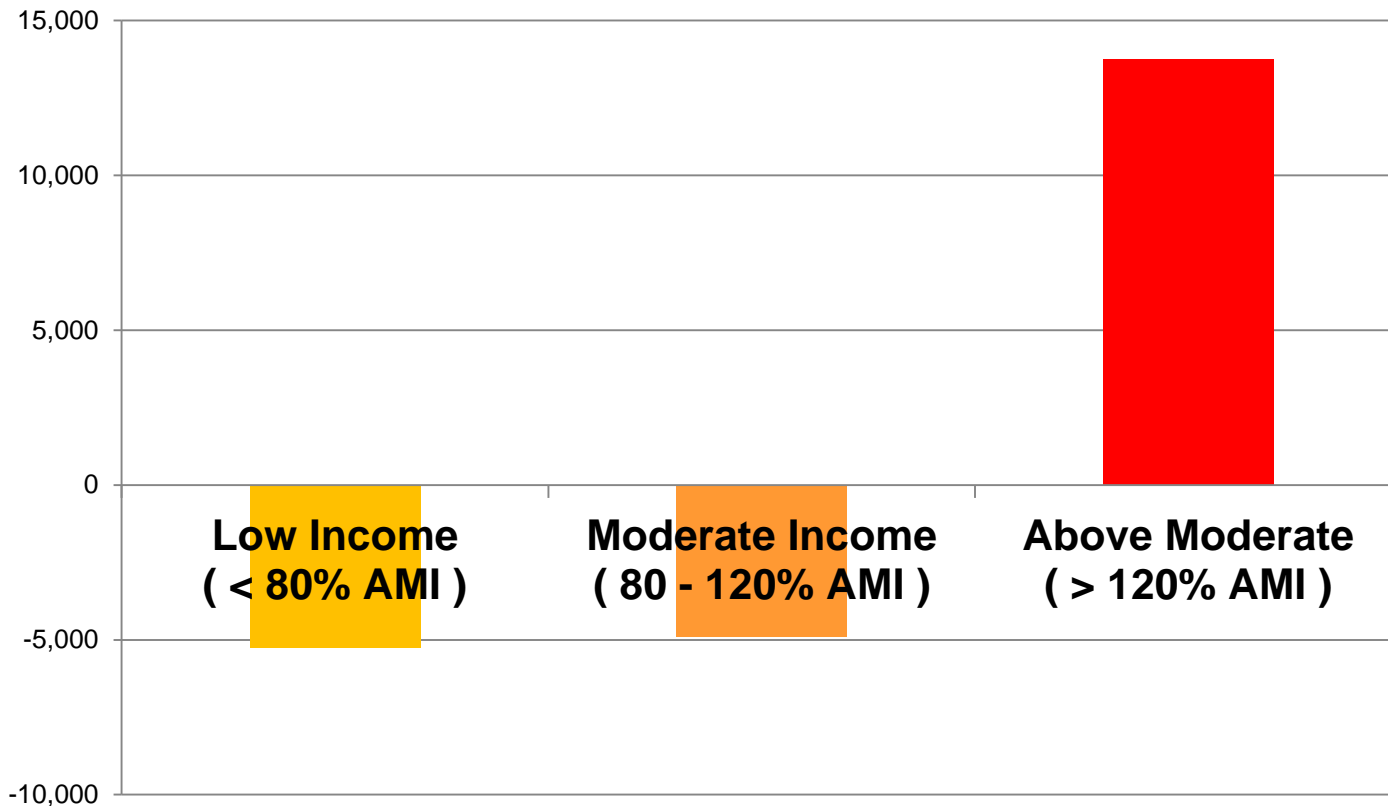 15,000
10,000
5,000
0
Low Income
( < 80% AMI )
Moderate Income
( 80 - 120% AMI )
Above Moderate
( > 120% AMI )
-5,000
-10,000